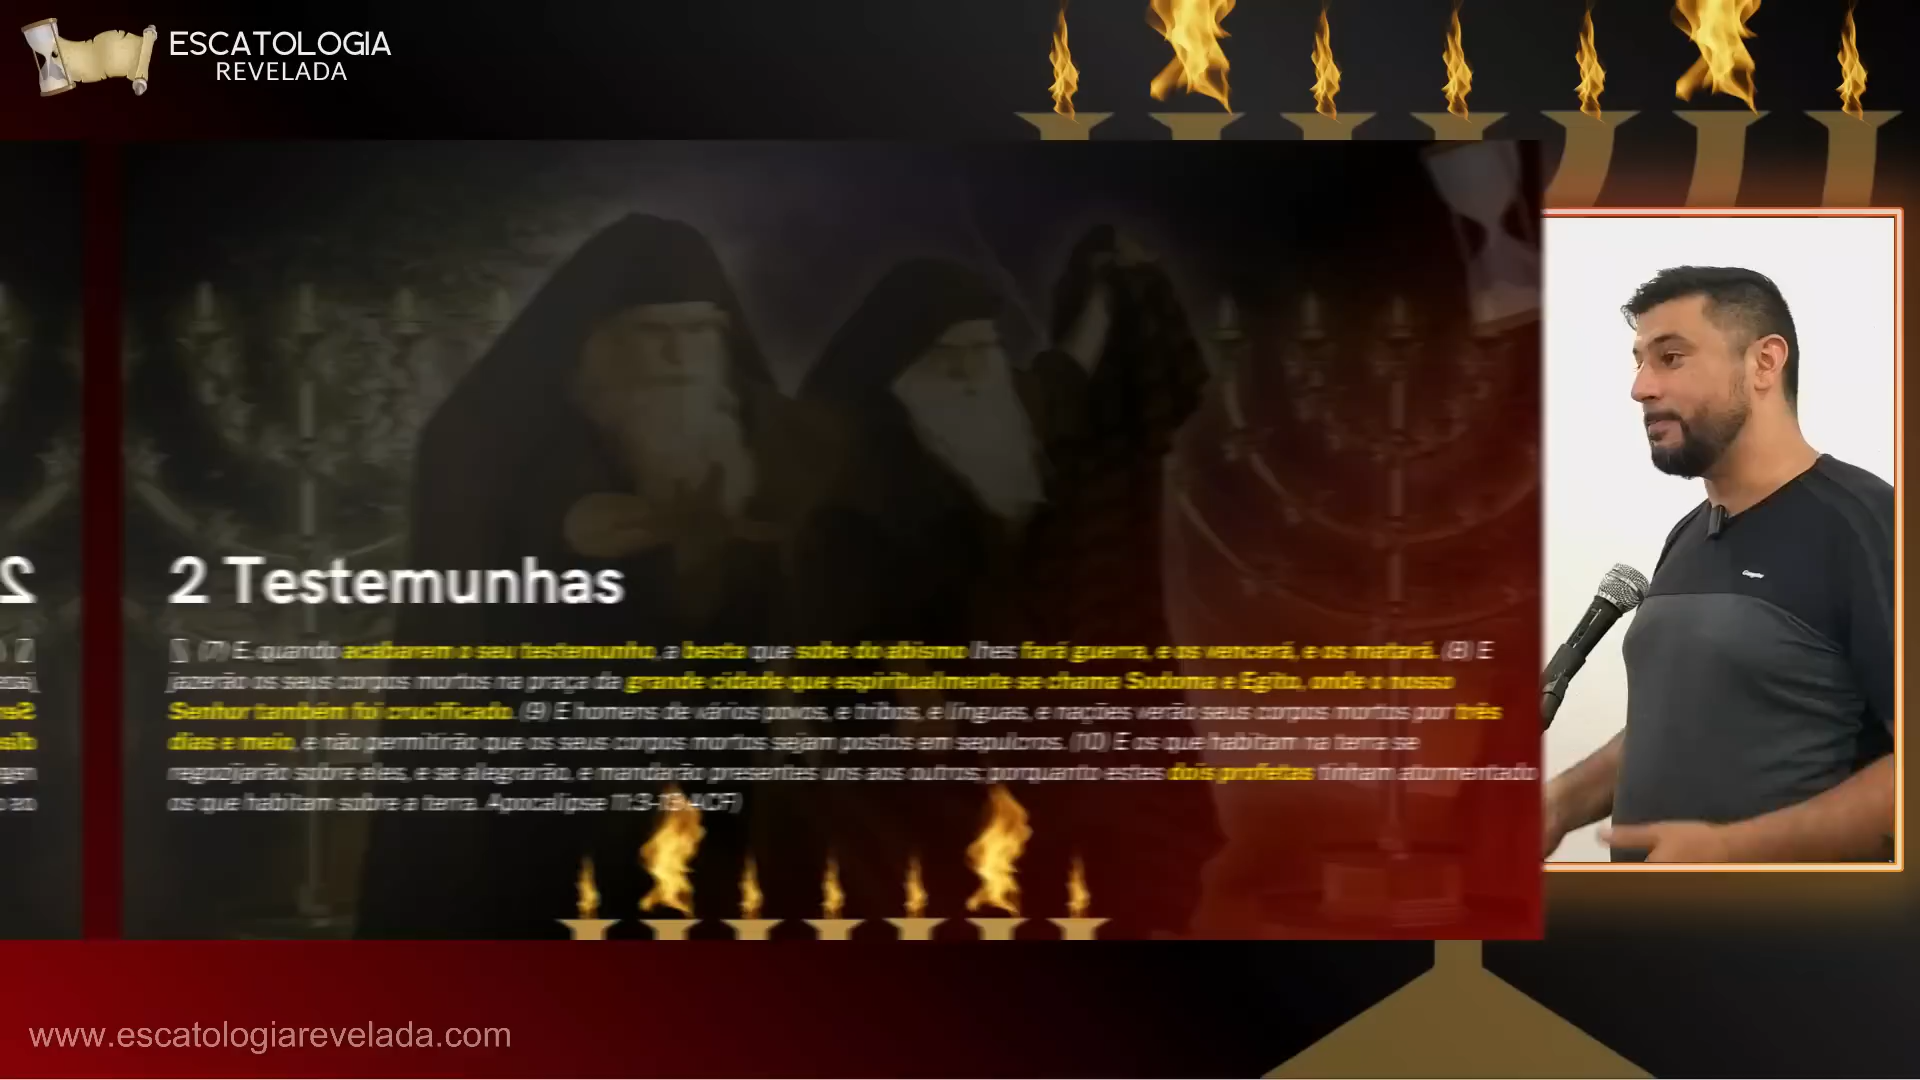 ESCATOLOGIA
REVELADA
2 Testemunhas
(7) E, quando acabarem o seu testemunho, a besta que sobe do abismo lhes fará guerra, e os vencerá, e os matará. (8) E
jazerão os seus corpos mortos na praça da grande cidade que espiritualmente se chama Sodoma e Egito, onde o nosso
Senhor também foi crucificado. (9) E homens de vários povos, e tribos, e línguas, e nações verão seus corpos mortos por três
dias e meio, e não permitirão que os seus corpos mortos sejam postos em sepulcros. (10) E os que habitam na terra se
regozijarão sobre eles, e se alegrarão, e mandarão presentes uns aos outros; porquanto estes dois profetas tinham atormentado
os que habitam sobre a terra. Apocalipse 11:3-13 ACF)
www.escatologiarevelada.com